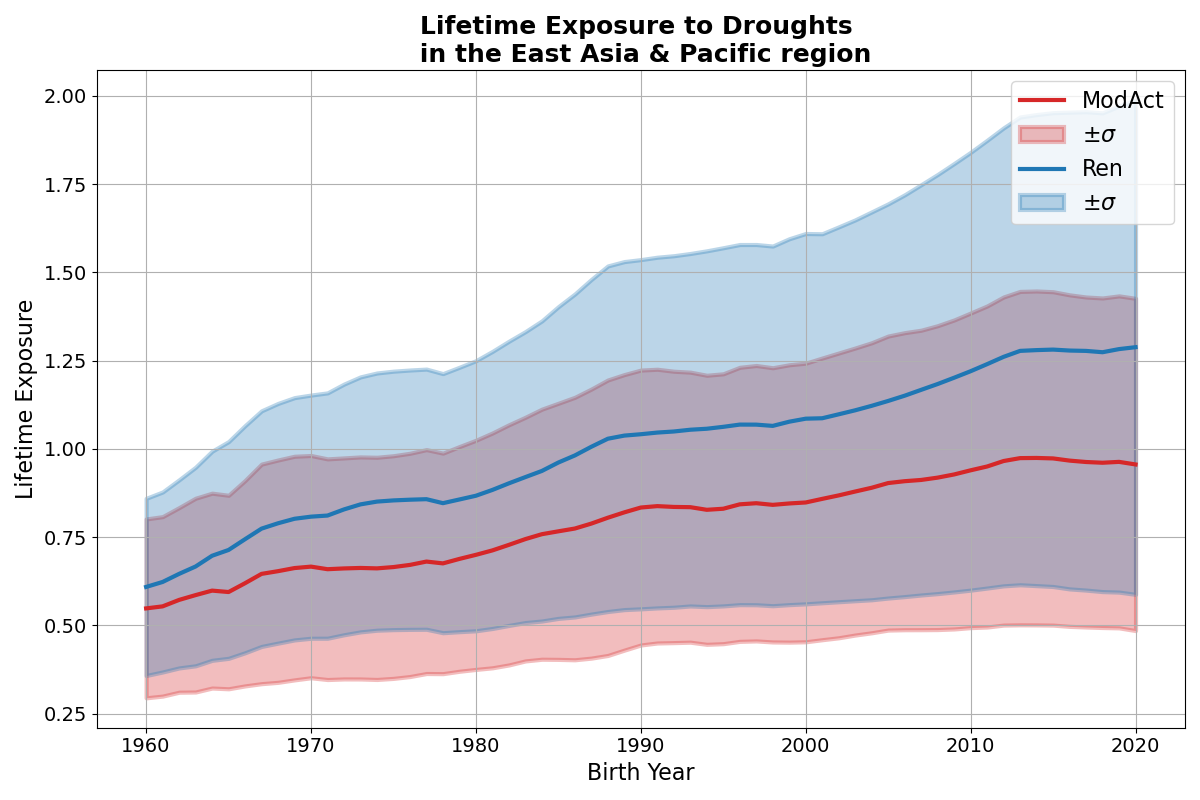 Lifetime Exposure to Droughts
in the East Asia & Pacific region
Lifetime Exposure
2.00
1.75
1.50
1.25
1.00
0.75
0.50
0.25
ModAct
±σ
Ren
±σ
1960 1970 1980 1990 2000 2010 2020
Birth Year